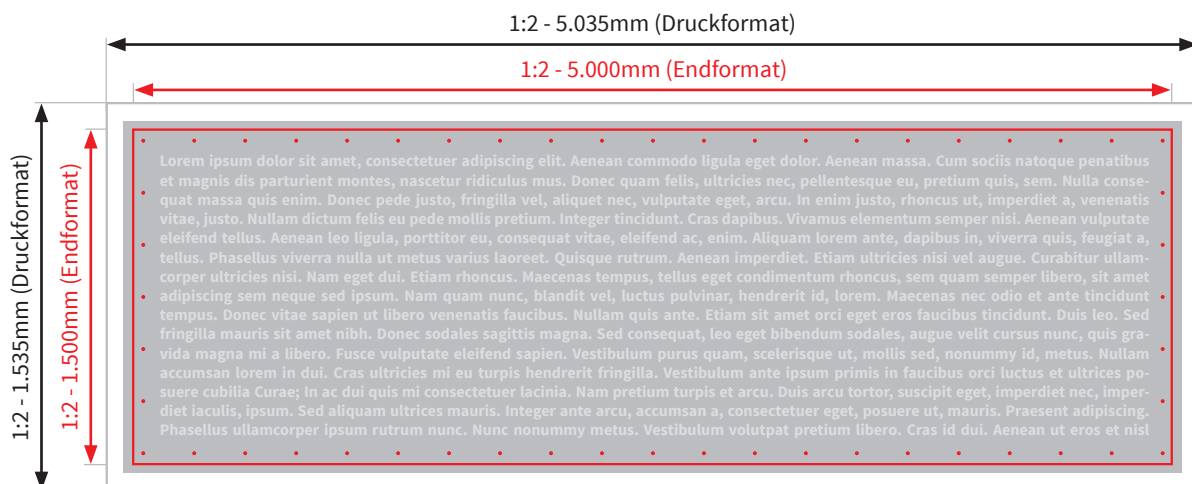 1:2 - 5.035mm (Druckformat)
1:2 - 5.000mm (Endformat)
1:2 - 1.535mm (Druckformat)
1:2 - 1.500mm (Endformat)
Lorem ipsum dolor sit amet, consectetuer adipiscing elit. Aenean commodo ligula eget dolor. Aenean massa. Cum sociis natoque penatibus
et magnis dis parturient montes, nascetur ridiculus mus. Donec quam felis, ultricies nec, pellentesque eu, pretium quis, sem. Nulla conse-
quat massa quis enim. Donec pede justo, fringilla vel, aliquet nec, vulputate eget, arcu. In enim justo, rhoncus ut, imperdiet a, venenatis
vitae, justo. Nullam dictum felis eu pede mollis pretium. Integer tincidunt. Cras dapibus. Vivamus elementum semper nisi. Aenean vulputate
eleifend tellus. Aenean leo ligula, porttitor eu, consequat vitae, eleifend ac, enim. Aliquam lorem ante, dapibus in, viverra quis, feugiat a,
tellus. Phasellus viverra nulla ut metus varius laoreet. Quisque rutrum. Aenean imperdiet. Etiam ultricies nisi vel augue. Curabitur ullam-
corper ultricies nisi. Nam eget dui. Etiam rhoncus. Maecenas tempus, tellus eget condimentum rhoncus, sem quam semper libero, sit amet
adipiscing sem neque sed ipsum. Nam quam nunc, blandit vel, luctus pulvinar, hendrerit id, lorem. Maecenas nec odio et ante tincidunt
tempus. Donec vitae sapien ut libero venenatis faucibus. Nullam quis ante. Etiam sit amet orci eget eros faucibus tincidunt. Duis leo. Sed
fringilla mauris sit amet nibh. Donec sodales sagittis magna. Sed consequat, leo eget bibendum sodales, augue velit cursus nunc, quis gra-
vida magna mi a libero. Fusce vulputate eleifend sapien. Vestibulum purus quam, scelerisque ut, mollis sed, nonummy id, metus. Nullam
accumsan lorem in dui. Cras ultricies mi eu turpis hendrerit fringilla. Vestibulum ante ipsum primis in faucibus orci luctus et ultrices po-
suere cubilia Curae; In ac dui quis mi consectetuer lacinia. Nam pretium turpis et arcu. Duis arcu tortor, suscipit eget, imperdiet nec, imper-
diet iaculis, ipsum. Sed aliquam ultrices mauris. Integer ante arcu, accumsan a, consectetuer eget, posuere ut, mauris. Praesent adipiscing.
Phasellus ullamcorper ipsum rutrum nunc. Nunc nonummy metus. Vestibulum volutpat pretium libero. Cras id dui. Aenean ut eros et nisl